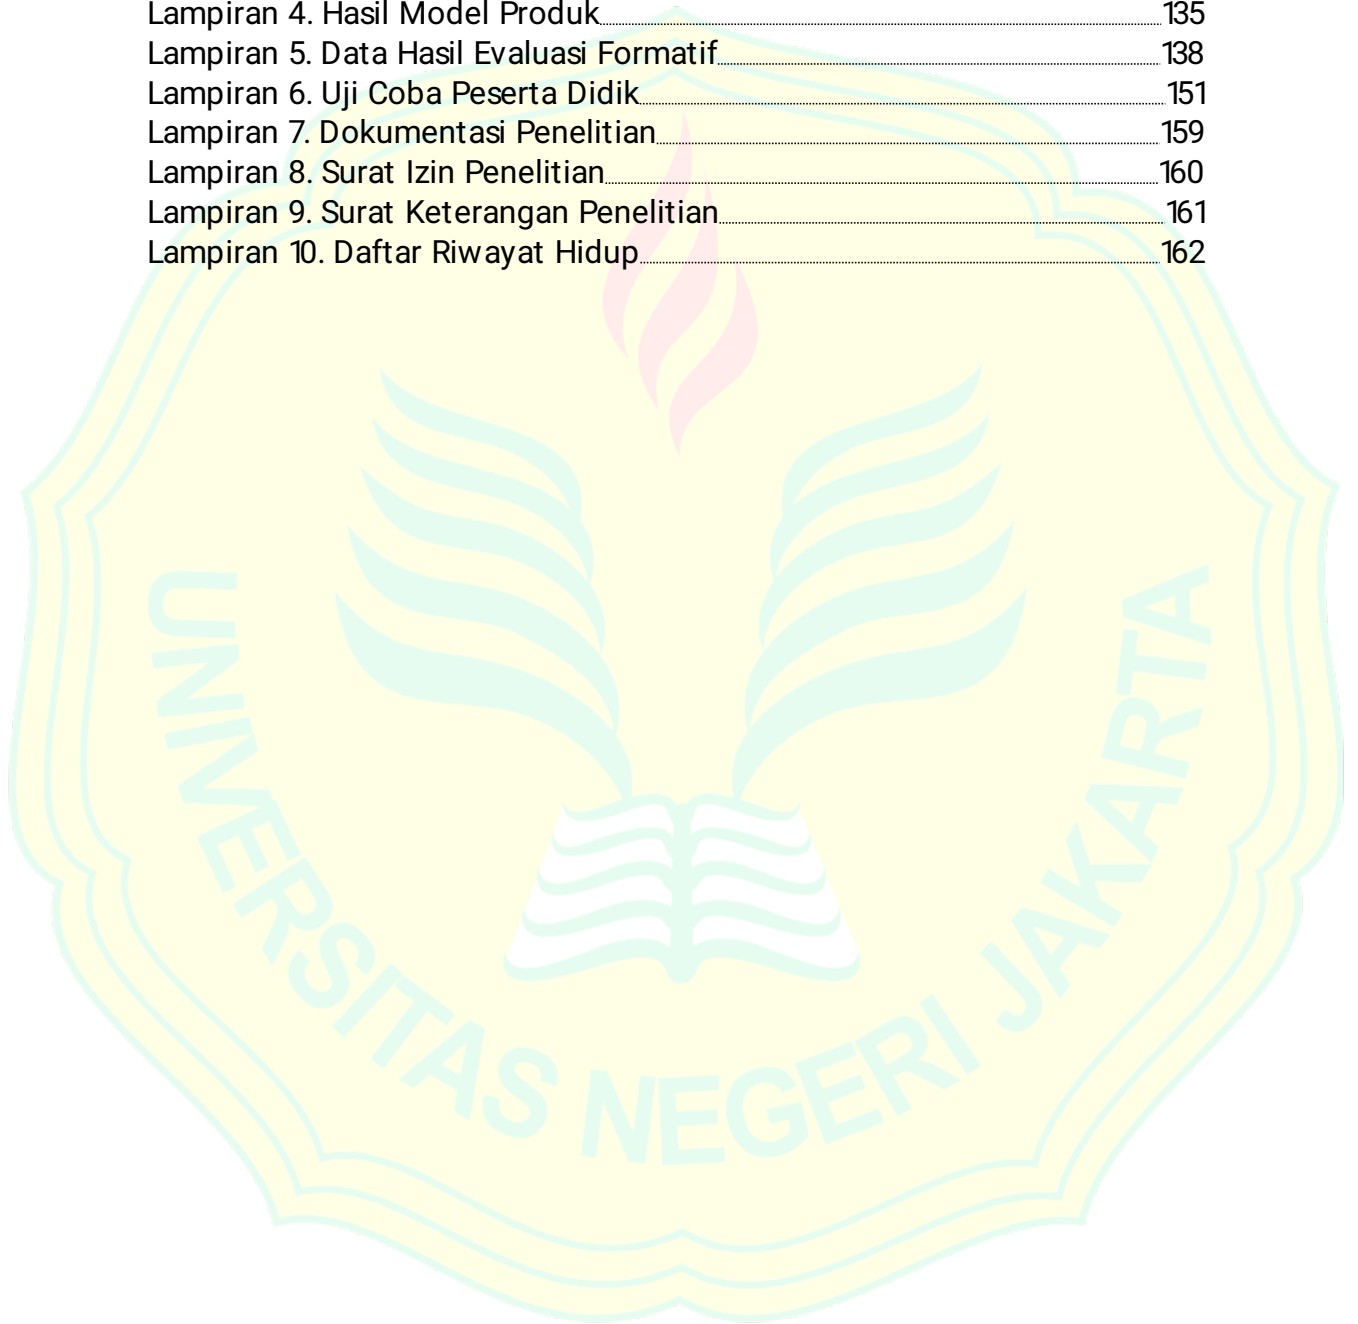 Lampiran 4. Hasil Model Produk 135
Lampiran 5. Data Hasil Evaluasi Formatif 138
Lampiran 6. Uji Coba Peserta Didik 151
Lampiran 7. Dokumentasi Penelitian 159
Lampiran 8. Surat Izin Penelitian 160
Lampiran 9. Surat Keterangan Penelitian 161
Lampiran 10. Daftar Riwayat Hidup 162
UNIVERSITAS NEGERI JAKARTA